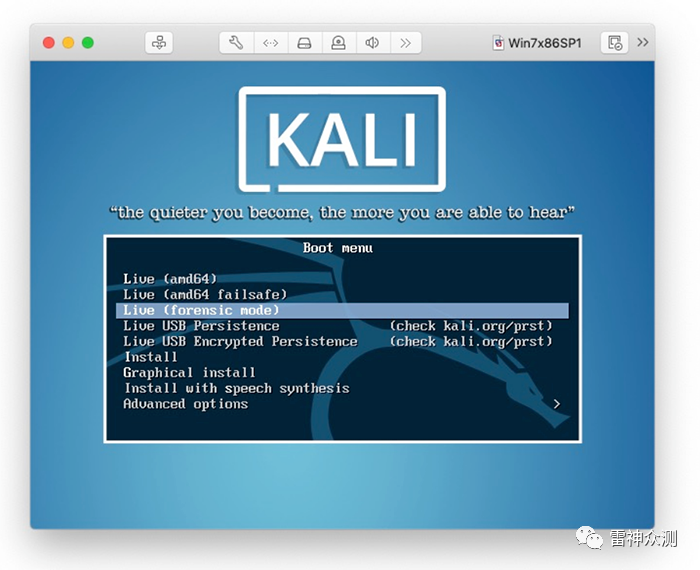 Win7x86SP1
KALI
“the quieter you become, the more you are able to hear”
Boot menu
Live (amd64)
Live (amd64 failsafe)
Live (forensic mode)
Live USB Persistence (check kali.org/prst)
Live USB Encrypted Persistence (check kali.org/prst)
Install
Graphical install
Install with speech synthesis
Advanced options >
雷神众测